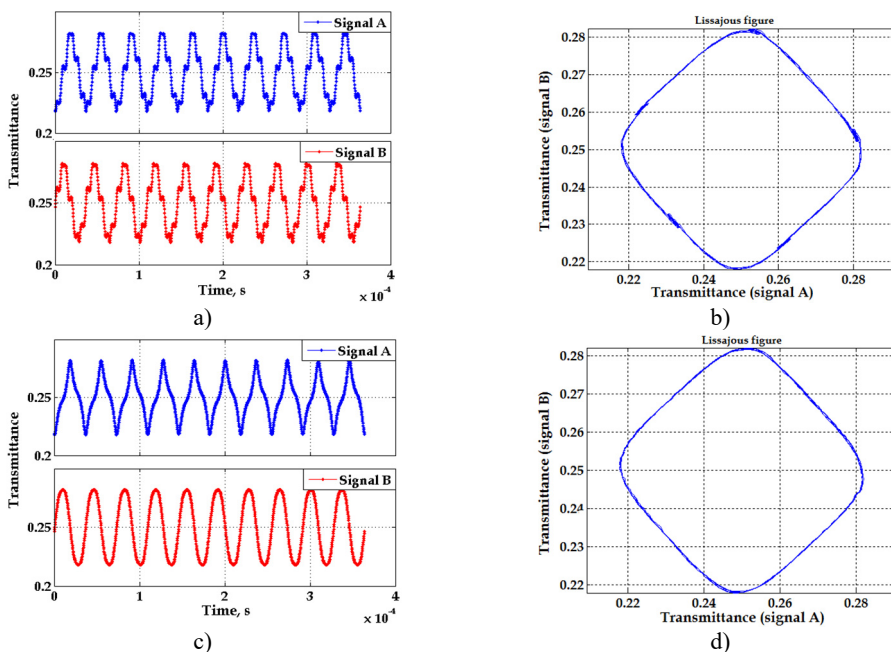 Signal A
0.25
0.2
Signal B
0.25
0.2
0 1 2 3 4
Time, s
× 10⁻⁴
Transmittance
a)
Lissajous figure
0.28
0.27
0.26
0.25
0.24
0.23
0.22
0.22 0.24 0.26 0.28
Transmittance (signal A)
Transmittance (signal B)
b)
Signal A
0.25
0.2
Signal B
0.25
0.2
0 1 2 3 4
Time, s
× 10⁻⁴
Transmittance
c)
Lissajous figure
0.28
0.27
0.26
0.25
0.24
0.23
0.22
0.22 0.24 0.26 0.28
Transmittance (signal A)
Transmittance (signal B)
d)